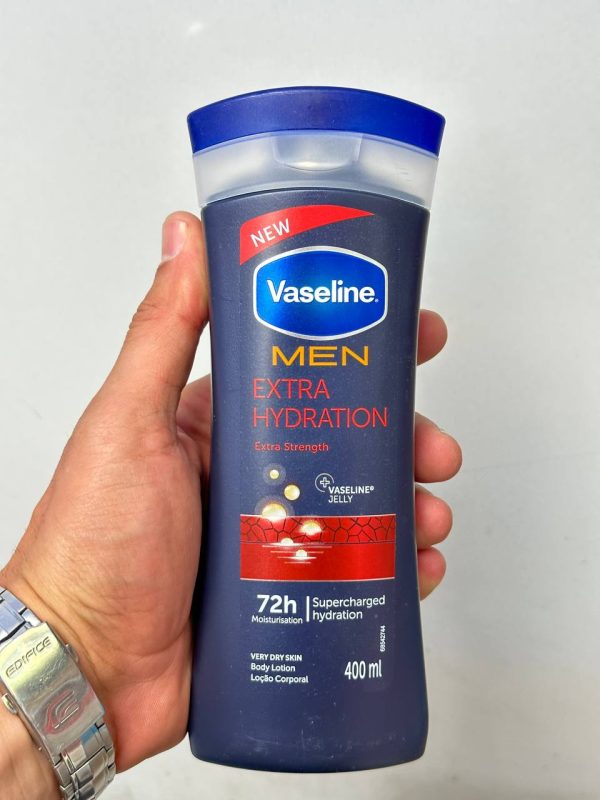 NEW
Vaseline®
MEN
EXTRA
HYDRATION
Extra Strength
+ VASELINE®
JELLY
72h
Moisturisation
Supercharged
hydration
68542744
VERY DRY SKIN
Body Lotion
Loção Corporal
400 ml
EDIFICE